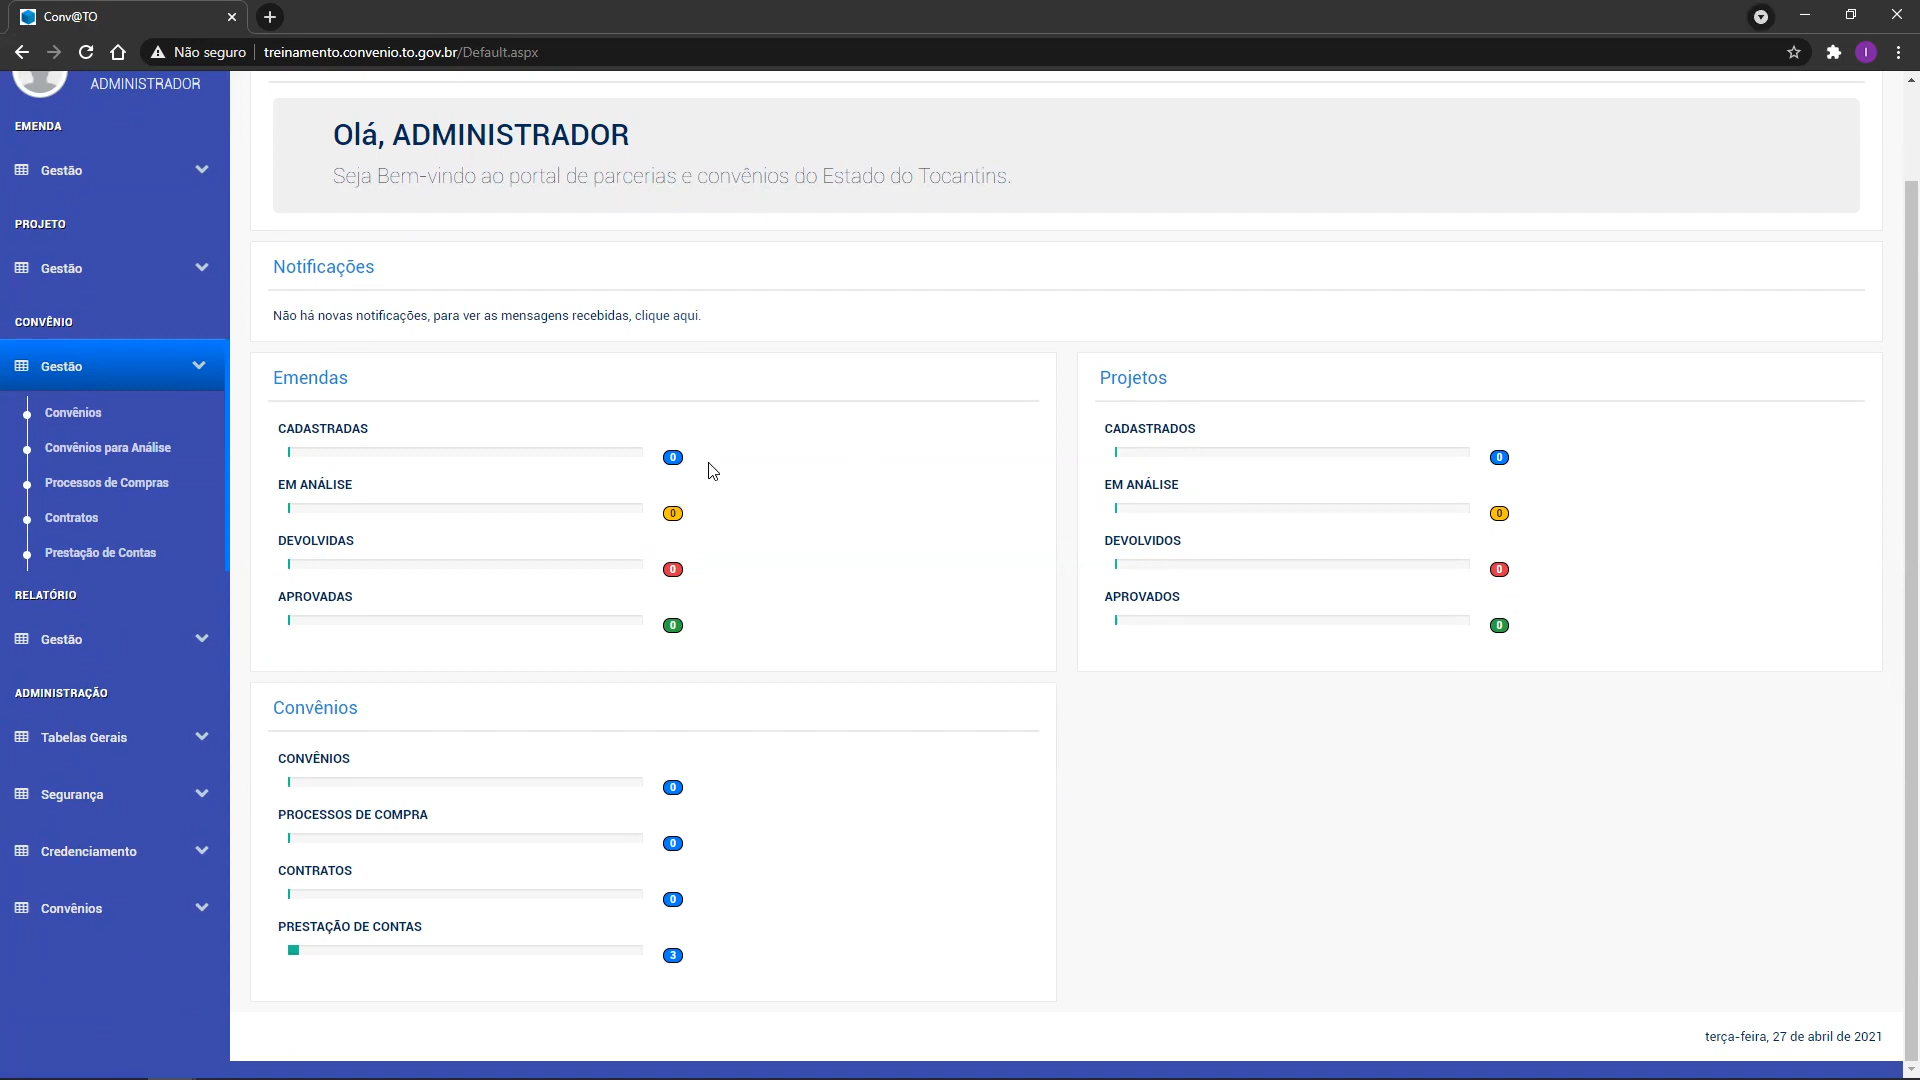 Conv@TO
Não seguro
treinamento.convenio.to.gov.br/Default.aspx
I
ADMINISTRADOR
EMENDA
Gestão
PROJETO
Gestão
CONVÊNIO
Gestão
Convênios
Convênios para Análise
Processos de Compras
Contratos
Prestação de Contas
RELATÓRIO
Gestão
ADMINISTRAÇÃO
Tabelas Gerais
Segurança
Credenciamento
Convênios
Olá, ADMINISTRADOR
Seja Bem-vindo ao portal de parcerias e convênios do Estado do Tocantins.
Notificações
Não há novas notificações, para ver as mensagens recebidas, clique aqui.
Emendas
CADASTRADAS
0
EM ANÁLISE
0
DEVOLVIDAS
0
APROVADAS
0
Projetos
CADASTRADOS
0
EM ANÁLISE
0
DEVOLVIDOS
0
APROVADOS
0
Convênios
CONVÊNIOS
0
PROCESSOS DE COMPRA
0
CONTRATOS
0
PRESTAÇÃO DE CONTAS
3
terça-feira, 27 de abril de 2021